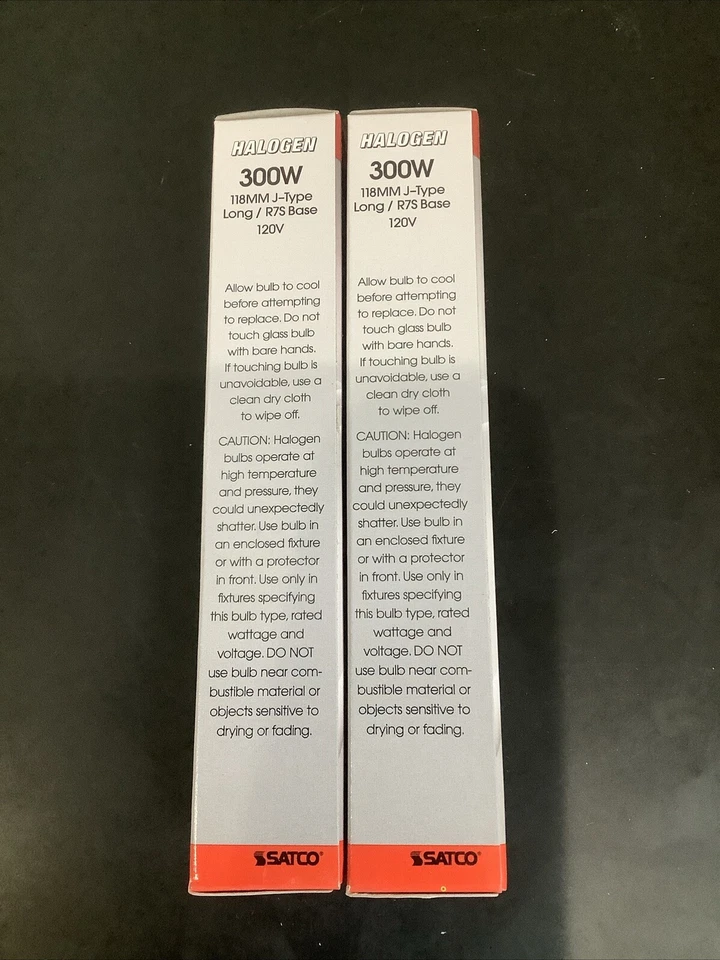 HALOGEN
300W
118MM J-Type
Long / R7S Base
120V
Allow bulb to cool
before attempting
to replace. Do not
touch glass bulb
with bare hands.
If touching bulb is
unavoidable, use a
clean dry cloth
to wipe off.
CAUTION: Halogen
bulbs operate at
high temperature
and pressure, they
could unexpectedly
shatter. Use bulb in
an enclosed fixture
or with a protector
in front. Use only in
fixtures specifying
this bulb type, rated
wattage and
voltage. DO NOT
use bulb near com-
bustible material or
objects sensitive to
drying or fading.
SATCO®
HALOGEN
300W
118MM J-Type
Long / R7S Base
120V
Allow bulb to cool
before attempting
to replace. Do not
touch glass bulb
with bare hands.
If touching bulb is
unavoidable, use a
clean dry cloth
to wipe off.
CAUTION: Halogen
bulbs operate at
high temperature
and pressure, they
could unexpectedly
shatter. Use bulb in
an enclosed fixture
or with a protector
in front. Use only in
fixtures specifying
this bulb type, rated
wattage and
voltage. DO NOT
use bulb near com-
bustible material or
objects sensitive to
drying or fading.
SATCO®